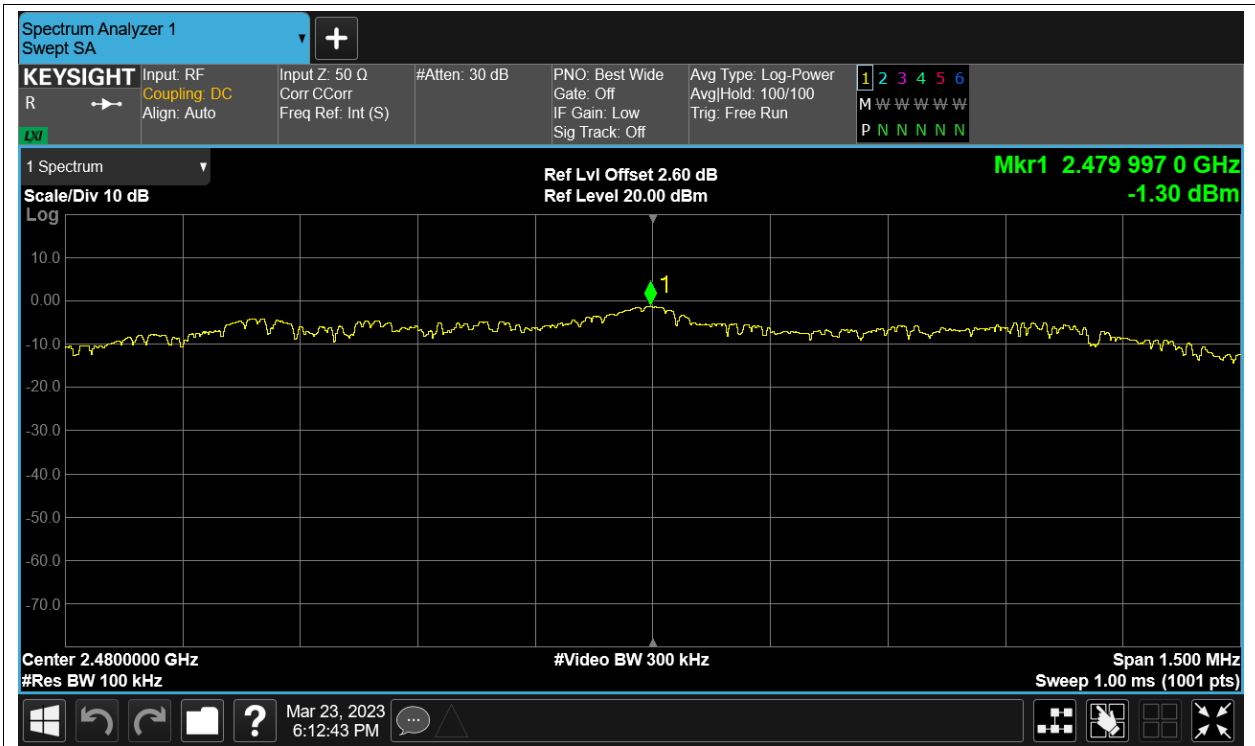 Spectrum Analyzer 1
Swept SA
KEYSIGHT
R
LXI
Input: RF
Coupling: DC
Align: Auto
Input Z: 50 Ω
Corr CCorr
Freq Ref: Int (S)
#Atten: 30 dB
PNO: Best Wide
Gate: Off
IF Gain: Low
Sig Track: Off
Avg Type: Log-Power
Avg|Hold: 100/100
Trig: Free Run
1 2 3 4 5 6
M W W W W W
P N N N N N
1 Spectrum
Scale/Div 10 dB
Log
Ref Lvl Offset 2.60 dB
Ref Level 20.00 dBm
Mkr1 2.479 997 0 GHz
-1.30 dBm
1
10.0
0.00
-10.0
-20.0
-30.0
-40.0
-50.0
-60.0
-70.0
Center 2.4800000 GHz
#Res BW 100 kHz
#Video BW 300 kHz
Span 1.500 MHz
Sweep 1.00 ms (1001 pts)
?
Mar 23, 2023
6:12:43 PM